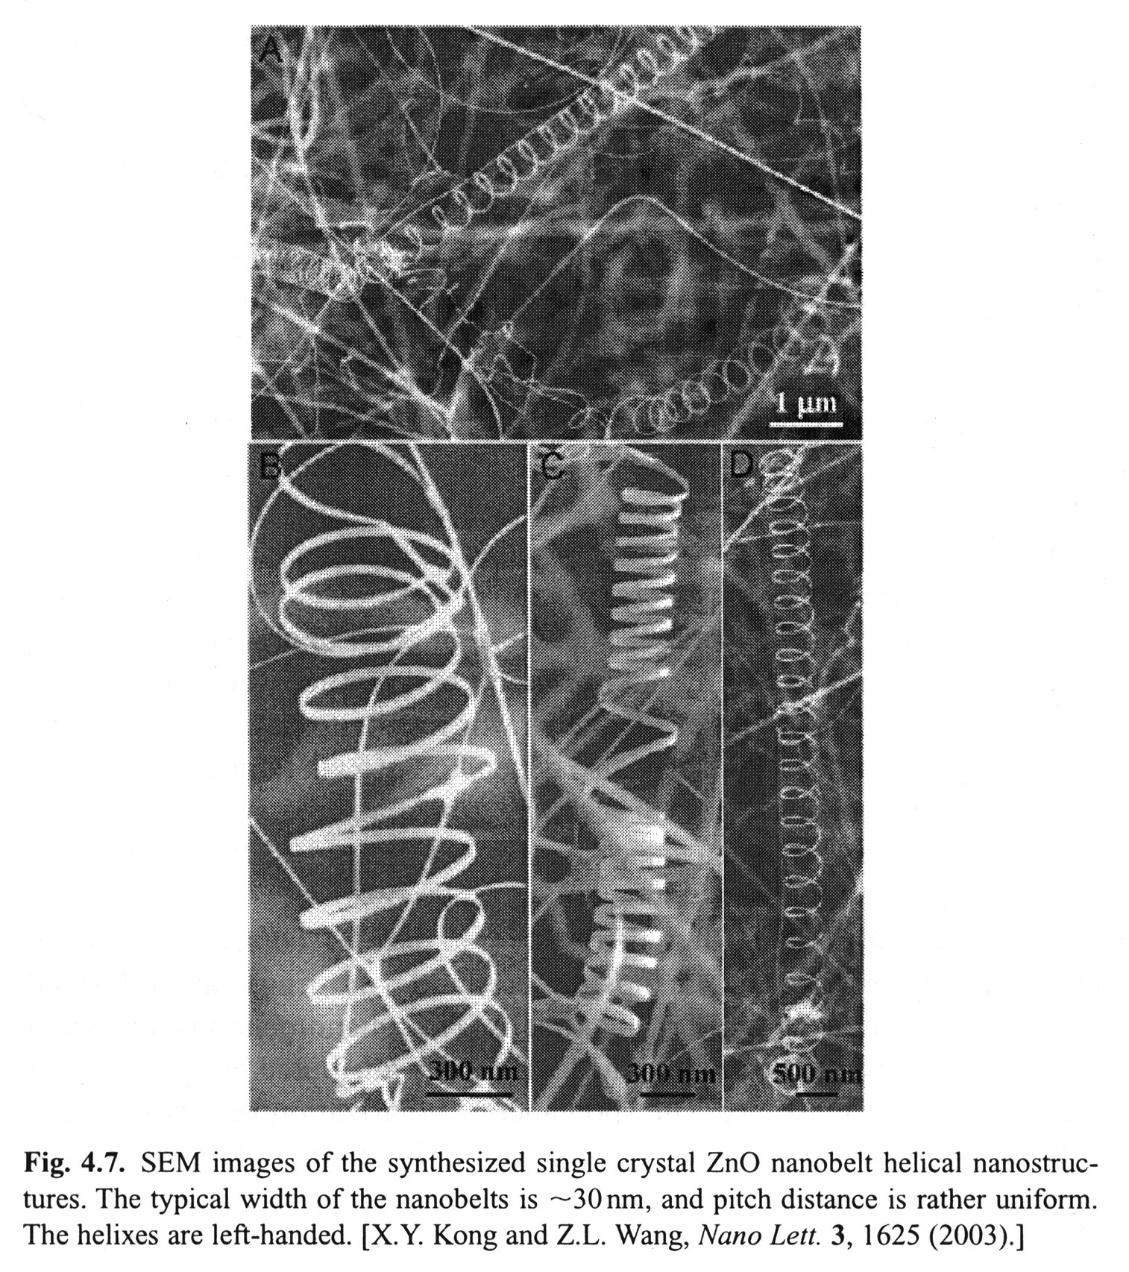 A
1 μm
B
C
D
300 nm
300 nm
500 nm
Fig. 4.7. SEM images of the synthesized single crystal ZnO nanobelt helical nanostruc-
tures. The typical width of the nanobelts is ~30 nm, and pitch distance is rather uniform.
The helixes are left-handed. [X.Y. Kong and Z.L. Wang, Nano Lett. 3, 1625 (2003).]